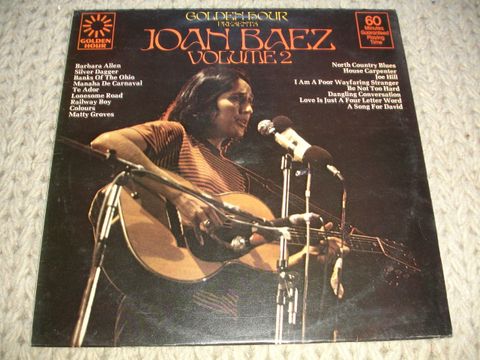 GOLDEN HOUR
PRESENTS
JOAN BAEZ
VOLUME 2
GOLDEN
HOUR
60
Minutes
Guaranteed
Playing
Time
Barbara Allen
Silver Dagger
Banks Of The Ohio
Manaha De Carnaval
Te Ador
Lonesome Road
Railway Boy
Colours
Matty Groves
North Country Blues
House Carpenter
Joe Hill
I Am A Poor Wayfaring Stranger
Be Not Too Hard
Dangling Conversation
Love Is Just A Four Letter Word
A Song For David
GOLDEN
HOUR